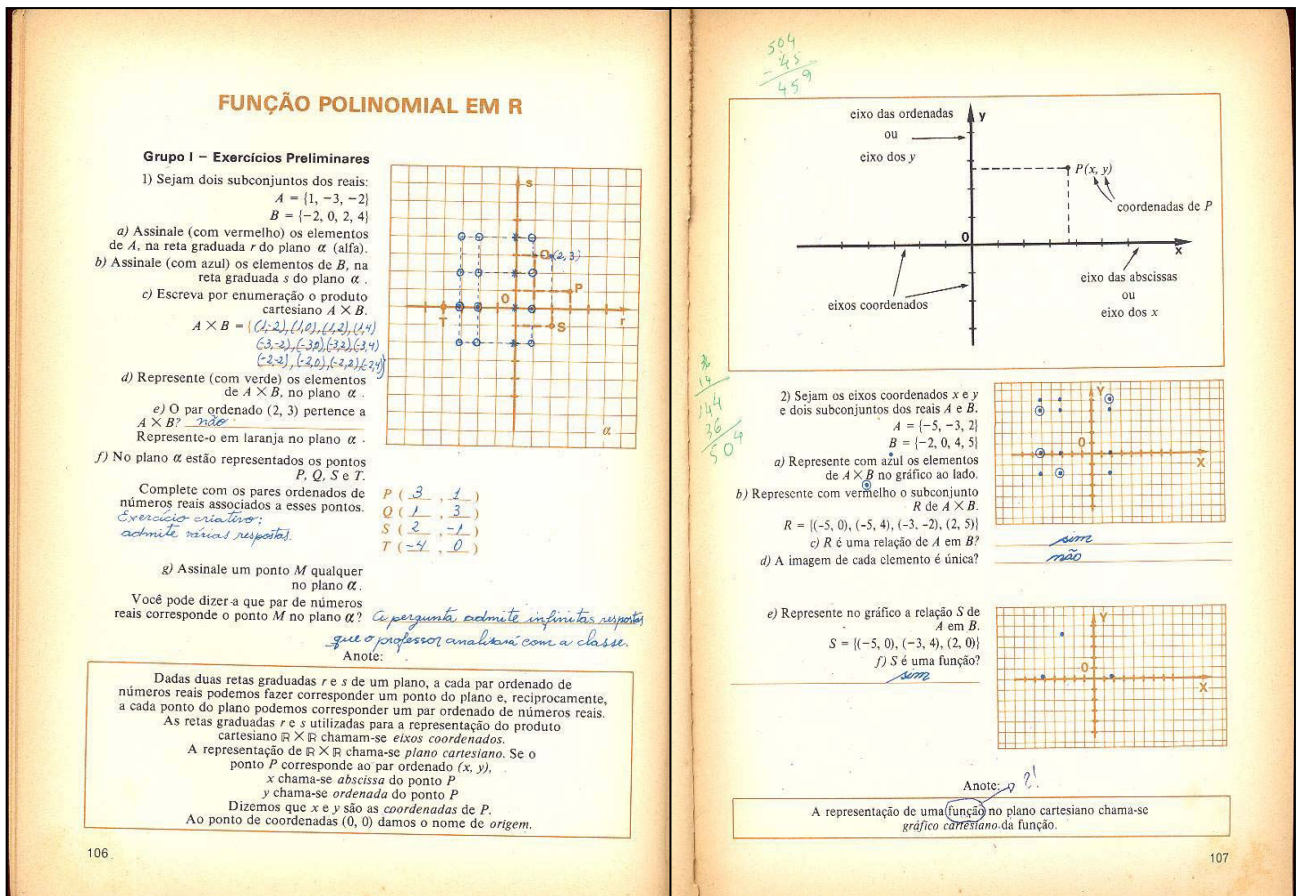 FUNÇÃO POLINOMIAL EM R
Grupo I – Exercícios Preliminares
1) Sejam dois subconjuntos dos reais:
A = {1, −3, −2}
B = {−2, 0, 2, 4}
a) Assinale (com vermelho) os elementos
de A, na reta graduada r do plano α (alfa).
b) Assinale (com azul) os elementos de B, na
reta graduada s do plano α .
c) Escreva por enumeração o produto
cartesiano A × B.
A × B = {(1,-2),(1,0),(1,2),(1,4)
(-3,-2),(-3,0),(-3,2)(-3,4)
(-2,-2),(-2,0),(-2,2),(-2,4)}
d) Represente (com verde) os elementos
de A × B, no plano α .
e) O par ordenado (2, 3) pertence a
A × B? não
Represente-o em laranja no plano α .
s
Q (2,3)
O
P
T
S
r
α
f) No plano α estão representados os pontos
P, Q, S e T.
Complete com os pares ordenados de
números reais associados a esses pontos.
Exercício criativo:
admite várias respostas.
P ( 3 , 1 )
Q ( 1 , 3 )
S ( 2 , -1 )
T ( -4 , 0 )
g) Assinale um ponto M qualquer
no plano α.
Você pode dizer a que par de números
reais corresponde o ponto M no plano α? A pergunta admite infinitas respostas
que o professor analisará com a classe.
Anote:
Dadas duas retas graduadas r e s de um plano, a cada par ordenado de
números reais podemos fazer corresponder um ponto do plano e, reciprocamente,
a cada ponto do plano podemos corresponder um par ordenado de números reais.
As retas graduadas r e s utilizadas para a representação do produto
cartesiano ℝ × ℝ chamam-se eixos coordenados.
A representação de ℝ × ℝ chama-se plano cartesiano. Se o
ponto P corresponde ao par ordenado (x, y),
x chama-se abscissa do ponto P
y chama-se ordenada do ponto P
Dizemos que x e y são as coordenadas de P.
Ao ponto de coordenadas (0, 0) damos o nome de origem.
106
504
- 45
459
eixo das ordenadas
ou
eixo dos y
y
P(x, y)
coordenadas de P
0
x
eixos coordenados
eixo das abscissas
ou
eixo dos x
36
14
144
36
504
2) Sejam os eixos coordenados x e y
e dois subconjuntos dos reais A e B.
A = {−5, −3, 2}
B = {−2, 0, 4, 5}
a) Represente com azul os elementos
de A × B no gráfico ao lado.
b) Represente com vermelho o subconjunto
R de A × B.
R = {(−5, 0), (−5, 4), (−3, −2), (2, 5)}
c) R é uma relação de A em B? sim
d) A imagem de cada elemento é única? não
Y
0
X
e) Represente no gráfico a relação S de
A em B.
S = {(−5, 0), (−3, 4), (2, 0)}
f) S é uma função?
sim
Y
0
X
Anote: ?!
A representação de uma função no plano cartesiano chama-se
gráfico cartesiano da função.
107